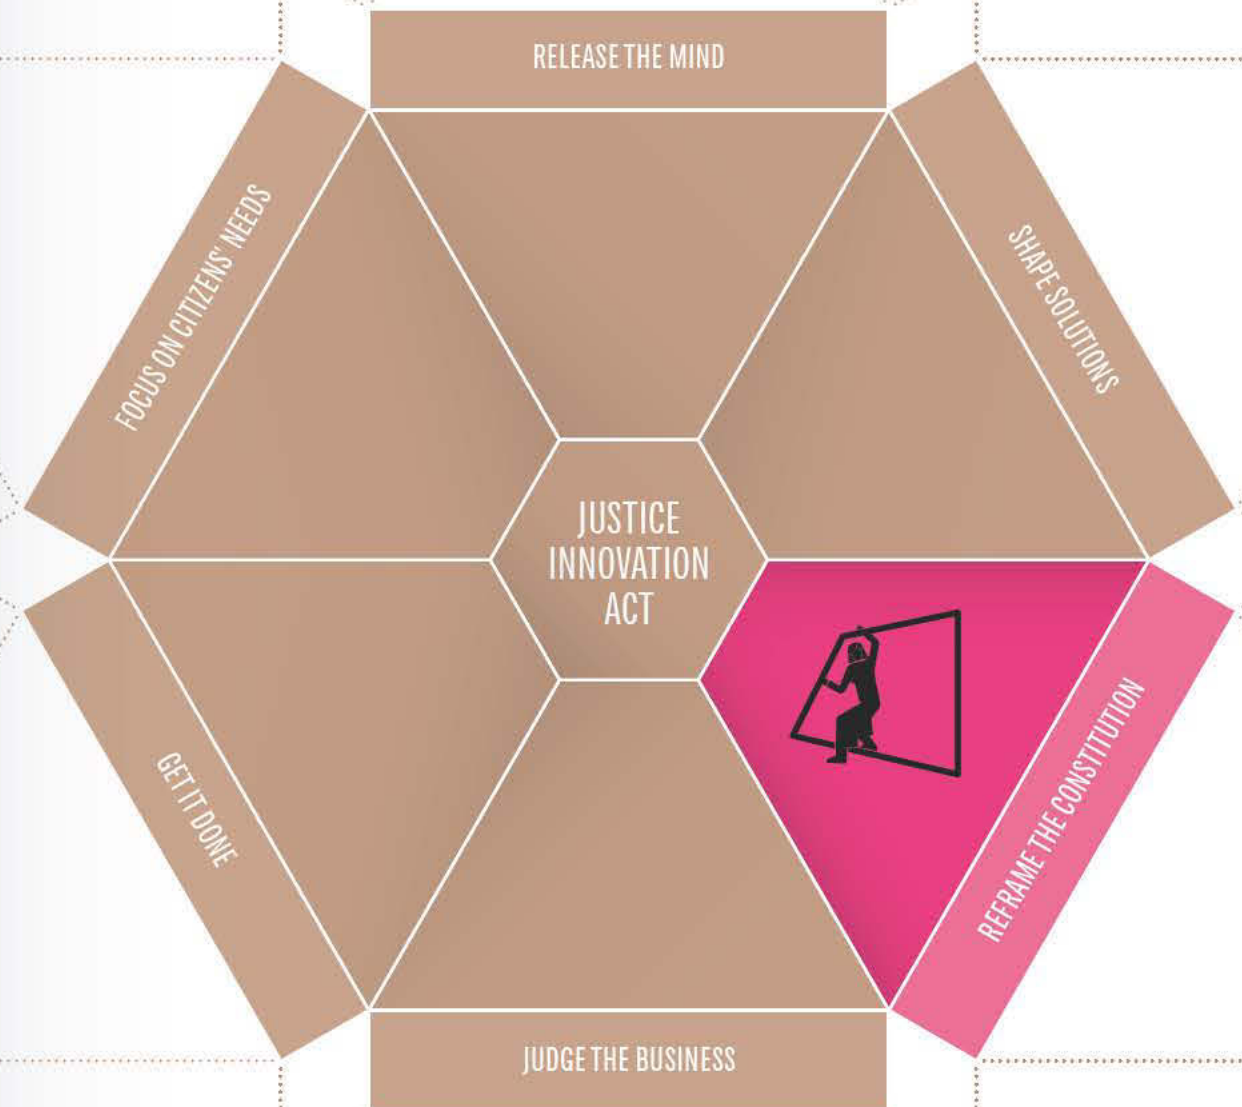 RELEASE THE MIND
FOCUS ON CITIZENS' NEEDS
SHAPE SOLUTIONS
JUSTICE
INNOVATION
ACT
GET IT DONE
REFRAME THE CONSTITUTION
JUDGE THE BUSINESS